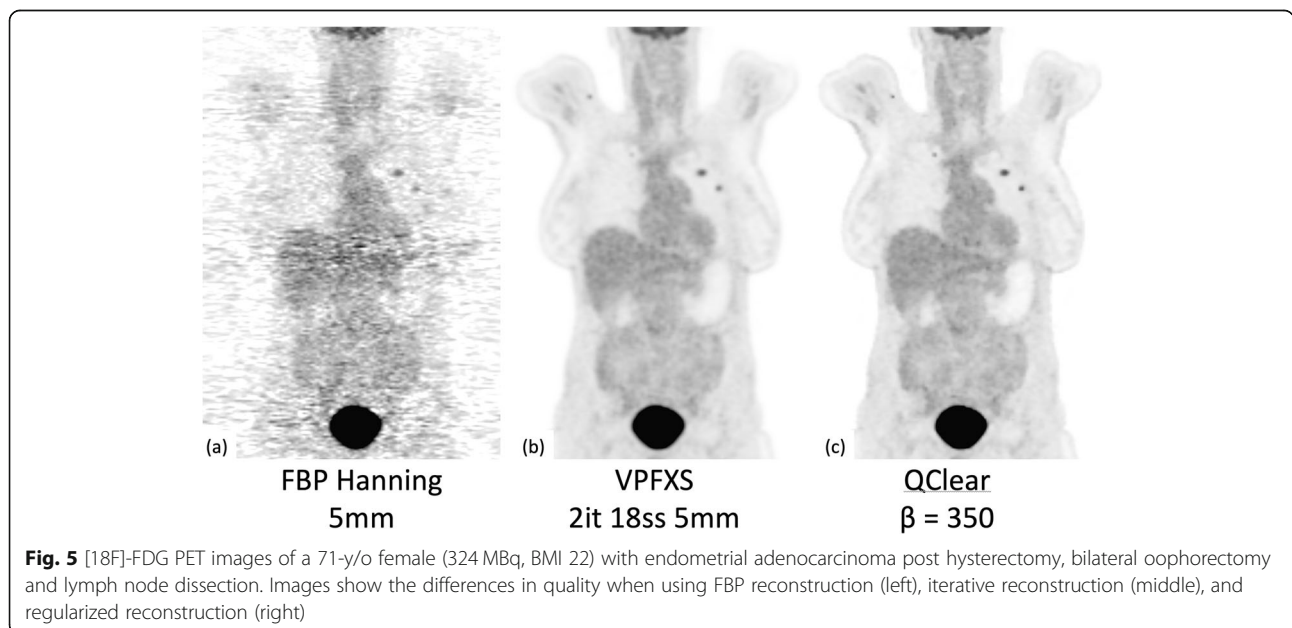 (a)
(b)
(c)
FBP Hanning
5mm
VPFXS
2it 18ss 5mm
QClear
β = 350
Fig. 5 [18F]-FDG PET images of a 71-y/o female (324 MBq, BMI 22) with endometrial adenocarcinoma post hysterectomy, bilateral oophorectomy
and lymph node dissection. Images show the differences in quality when using FBP reconstruction (left), iterative reconstruction (middle), and
regularized reconstruction (right)